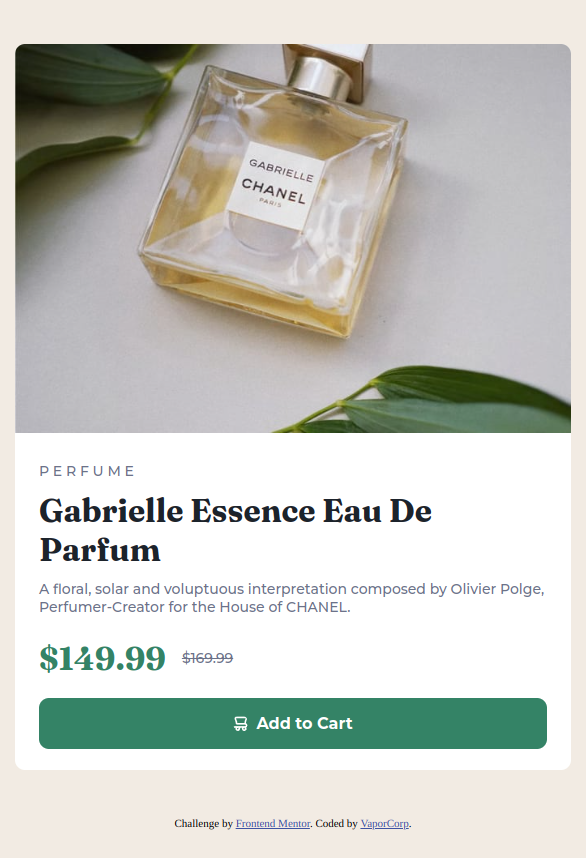 GABRIELLE
CHANEL
PARIS
PERFUME
Gabrielle Essence Eau De
Parfum
A floral, solar and voluptuous interpretation composed by Olivier Polge,
Perfumer-Creator for the House of CHANEL.
$149.99 $169.99
Add to Cart
Challenge by Frontend Mentor. Coded by VaporCorp.